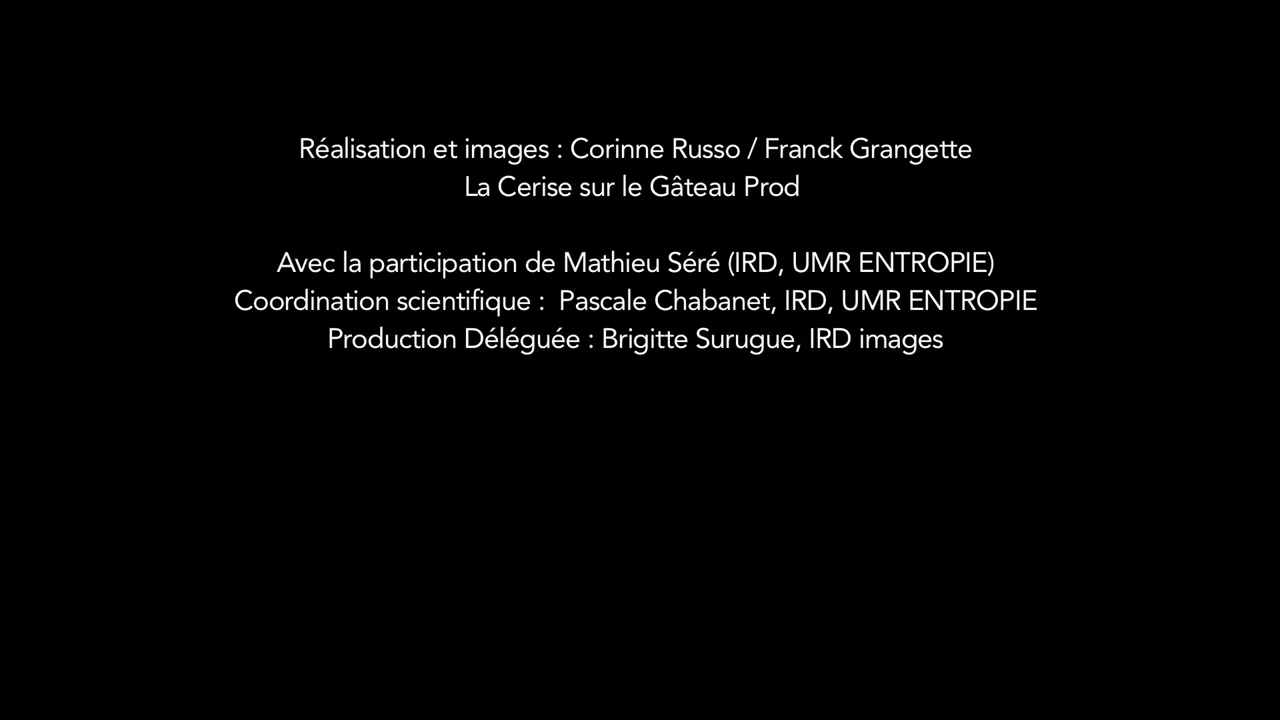 Réalisation et images : Corinne Russo / Franck Grangette
La Cerise sur le Gâteau Prod
Avec la participation de Mathieu Séré (IRD, UMR ENTROPIE)
Coordination scientifique :  Pascale Chabanet, IRD, UMR ENTROPIE
Production Déléguée : Brigitte Surugue, IRD images